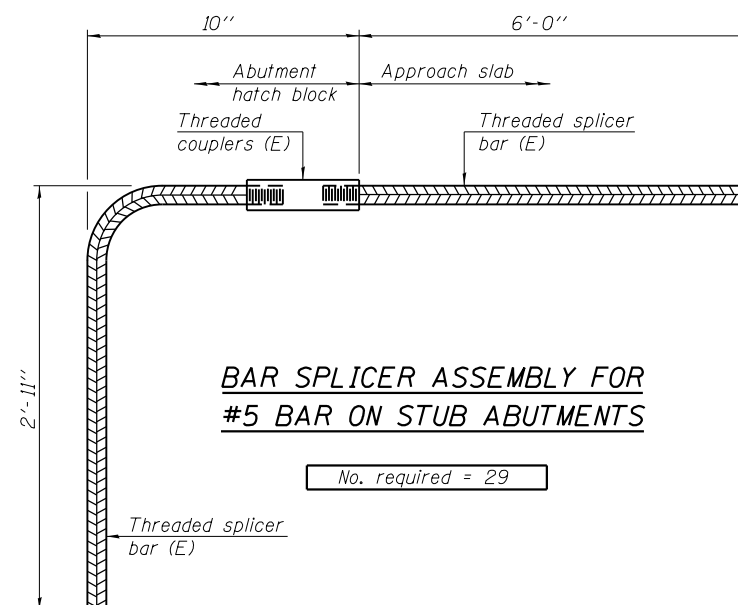 10''
6'-0''
Abutment
hatch block
Approach slab
Threaded
couplers (E)
Threaded splicer
bar (E)
2'-11''
BAR SPLICER ASSEMBLY FOR
#5 BAR ON STUB ABUTMENTS
No. required = 29
Threaded splicer
bar (E)